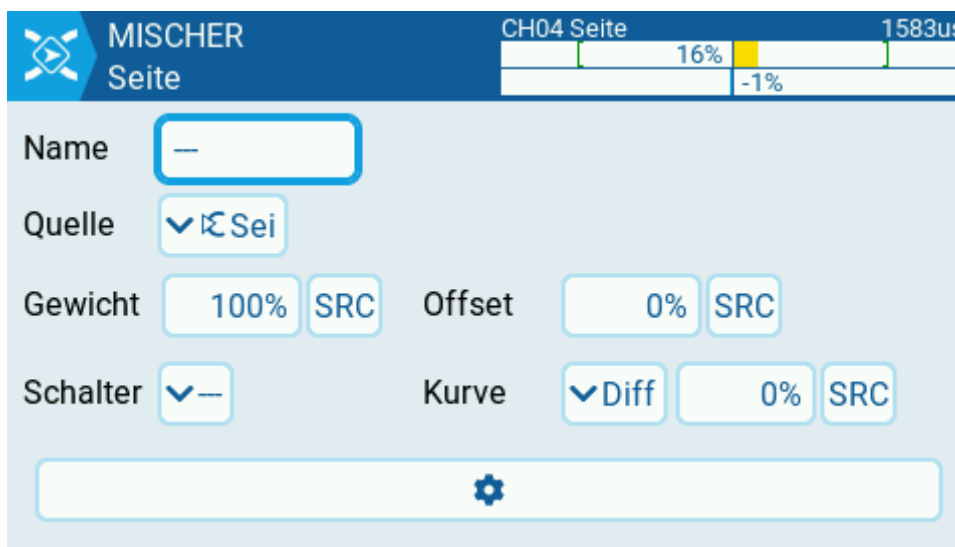 MISCHER
Seite
CH04 Seite 1583us
16%
-1%
Name ---
Quelle Sei
Gewicht 100% SRC Offset 0% SRC
Schalter --- Kurve Diff 0% SRC